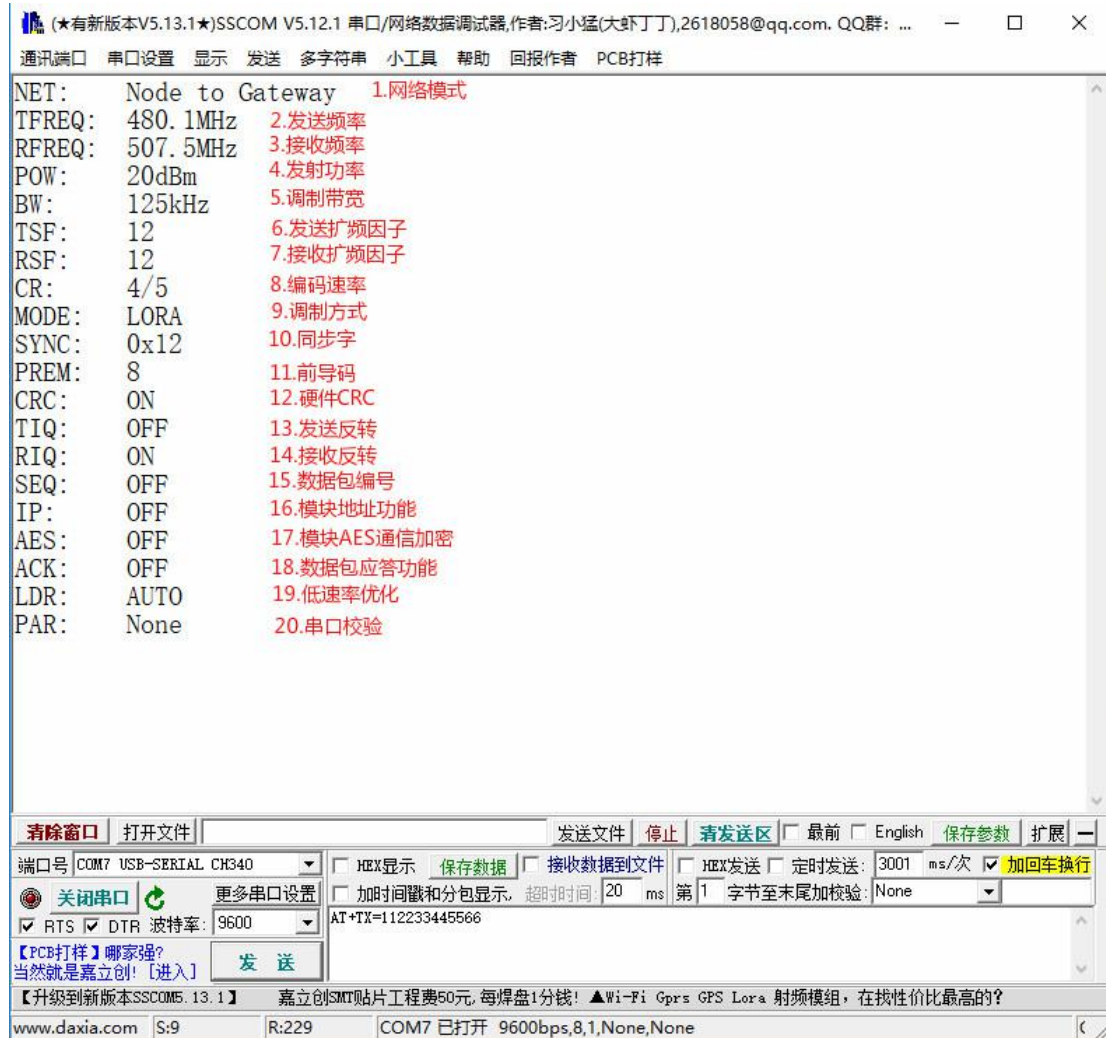 (★有新版本V5.13.1★)SSCOM V5.12.1 串口/网络数据调试器,作者:习小猛(大虾丁丁),2618058@qq.com. QQ群: ...
通讯端口 串口设置 显示 发送 多字符串 小工具 帮助 回报作者 PCB打样
NET: Node to Gateway 1.网络模式
TFREQ: 480.1MHz 2.发送频率
RFREQ: 507.5MHz 3.接收频率
POW: 20dBm 4.发射功率
BW: 125kHz 5.调制带宽
TSF: 12 6.发送扩频因子
RSF: 12 7.接收扩频因子
CR: 4/5 8.编码速率
MODE: LORA 9.调制方式
SYNC: 0x12 10.同步字
PREM: 8 11.前导码
CRC: ON 12.硬件CRC
TIQ: OFF 13.发送反转
RIQ: ON 14.接收反转
SEQ: OFF 15.数据包编号
IP: OFF 16.模块地址功能
AES: OFF 17.模块AES通信加密
ACK: OFF 18.数据包应答功能
LDR: AUTO 19.低速率优化
PAR: None 20.串口校验
清除窗口 打开文件 发送文件 停止 清发送区 最前 English 保存参数 扩展 —
端口号 COM7 USB-SERIAL CH340 HEX显示 保存数据 接收数据到文件 HEX发送 定时发送: 3001 ms/次 加回车换行
关闭串口 更多串口设置 加时间戳和分包显示, 超时时间: 20 ms 第 1 字节至末尾加校验: None
RTS DTR 波特率: 9600 AT+TX=112233445566
【PCB打样】哪家强?
当然就是嘉立创! [进入] 发 送
【升级到新版本SSCOM5.13.1】 嘉立创SMT贴片工程费50元,每焊盘1分钱! ▲Wi-Fi Gprs GPS Lora 射频模组，在找性价比最高的?
www.daxia.com S:9 R:229 COM7 已打开 9600bps,8,1,None,None